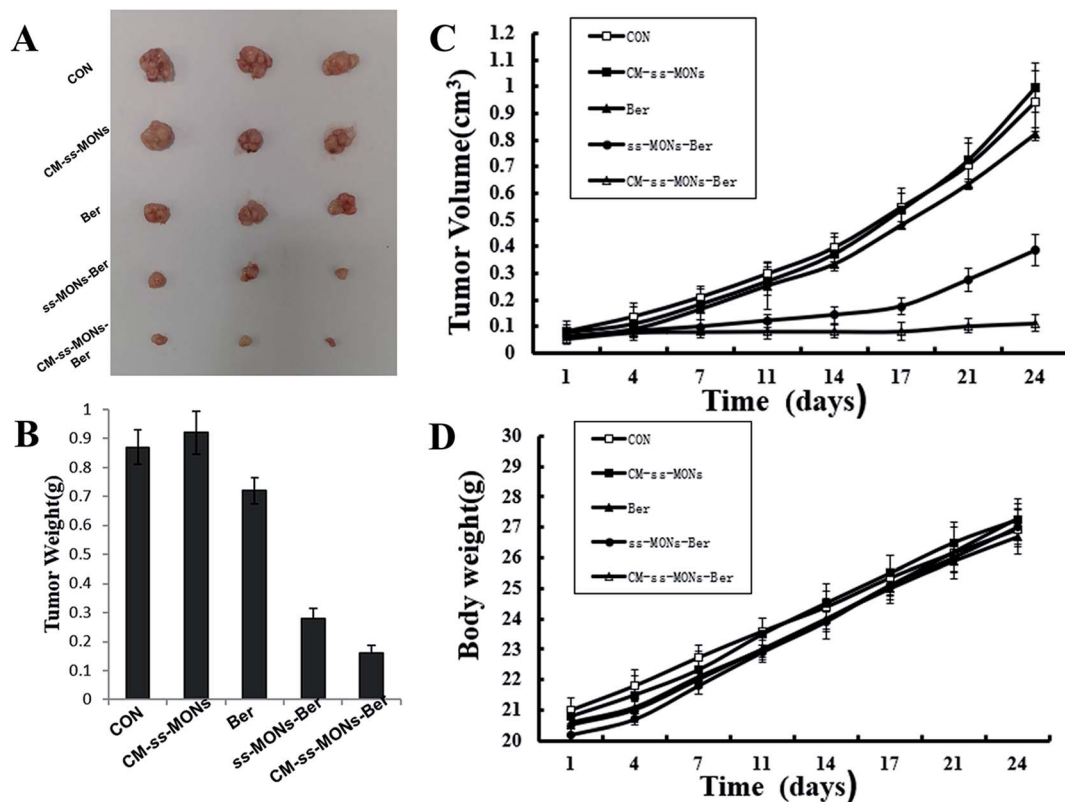 A
CON
CM-ss-MONs
Ber
ss-MONs-Ber
CM-ss-MONs-
Ber
B
Tumor Weight(g)
1
0.9
0.8
0.7
0.6
0.5
0.4
0.3
0.2
0.1
0
CON
CM-ss-MONs
Ber
ss-MONs-Ber
CM-ss-MONs-Ber
C
Tumor Volume(cm³)
1.2
1.1
1
0.9
0.8
0.7
0.6
0.5
0.4
0.3
0.2
0.1
0
CON
CM-ss-MONs
Ber
ss-MONs-Ber
CM-ss-MONs-Ber
1 4 7 11 14 17 21 24
Time (days)
D
Body weight(g)
30
29
28
27
26
25
24
23
22
21
20
CON
CM-ss-MONs
Ber
ss-MONs-Ber
CM-ss-MONs-Ber
1 4 7 11 14 17 21 24
Time (days)